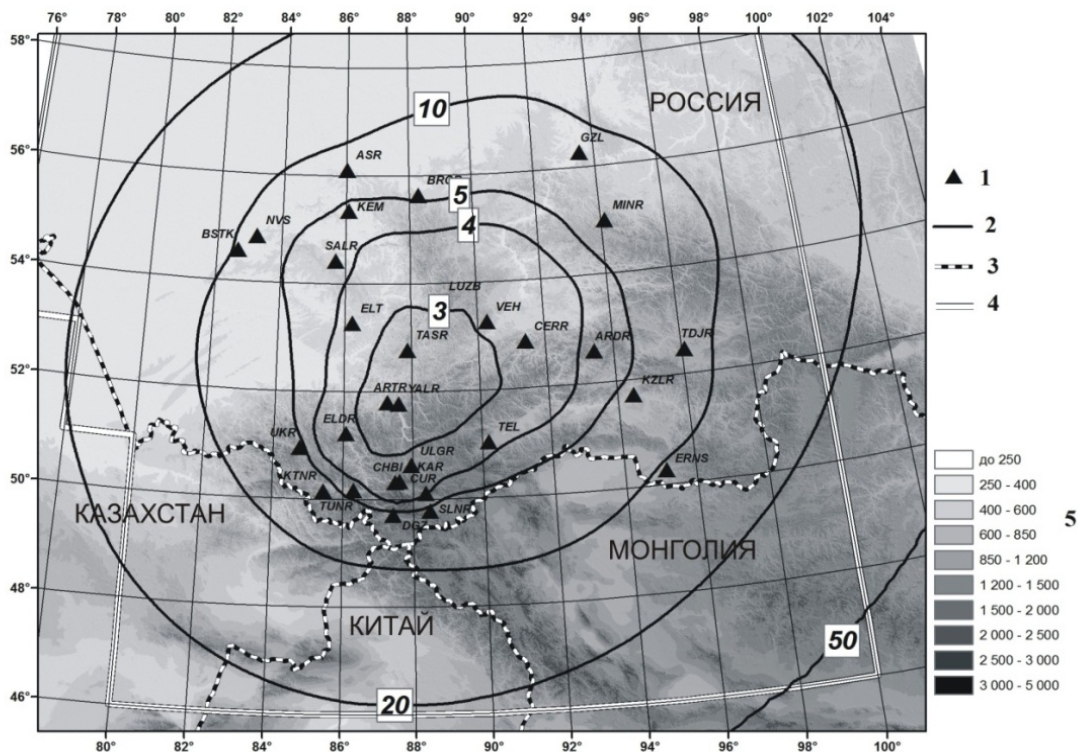 76° 78° 80° 82° 84° 86° 88° 90° 92° 94° 96° 98° 100° 102° 104°
58°
РОССИЯ
10
GZL
56°
ASR
1
BRCR
5
KEM
MINR
2
NVS
4
BSTK
SALR
54°
3
LUZB
4
3
VEH
ELT
CERR
TASR
ARDR
TDJR
52°
ARTR YALR
KZLR
ELDR
TEL
UKR
ULGR
50°
CHBI KAR
ERNS
KTNR
CUR
до 250
TUNR
SLNR
250 - 400
КАЗАХСТАН
DGZ
400 - 600
5
600 - 850
МОНГОЛИЯ
850 - 1 200
48°
1 200 - 1 500
КИТАЙ
1 500 - 2 000
50
2 000 - 2 500
2 500 - 3 000
46°
20
3 000 - 5 000
80° 82° 84° 86° 88° 90° 92° 94° 96° 98° 100°